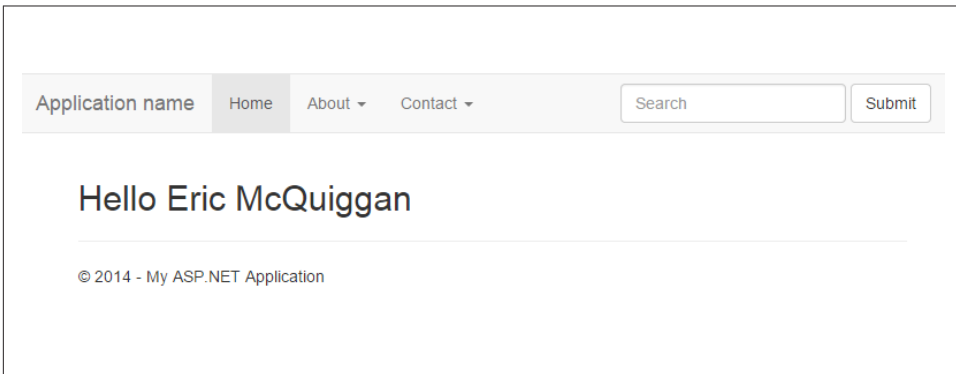 Application name Home About Contact Search Submit
Hello Eric McQuiggan
© 2014 - My ASP.NET Application